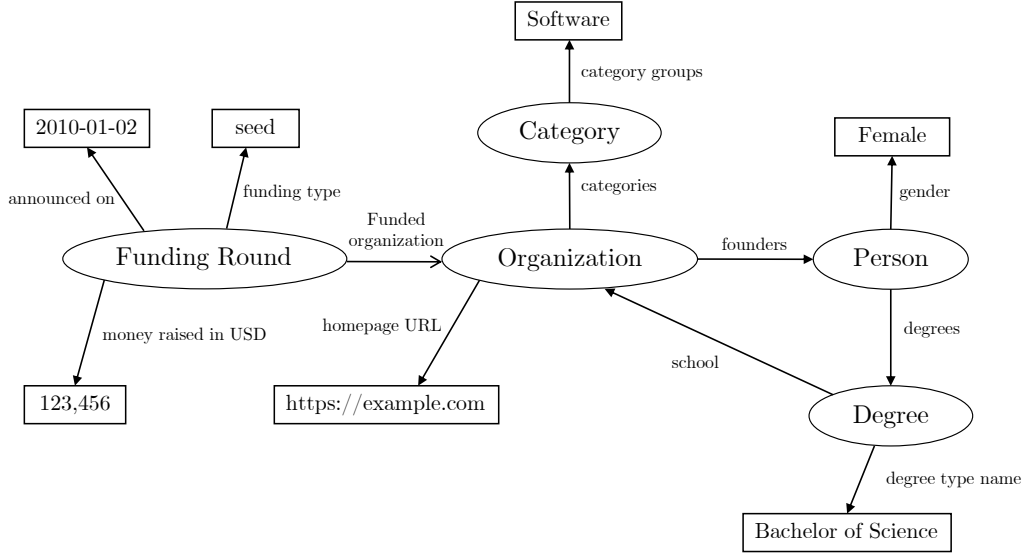 Software
category groups
2010-01-02
seed
Category
Female
announced on
funding type
categories
gender
Funded
organization
Funding Round
Organization
founders
Person
money raised in USD
homepage URL
degrees
school
123,456
https://example.com
Degree
degree type name
Bachelor of Science